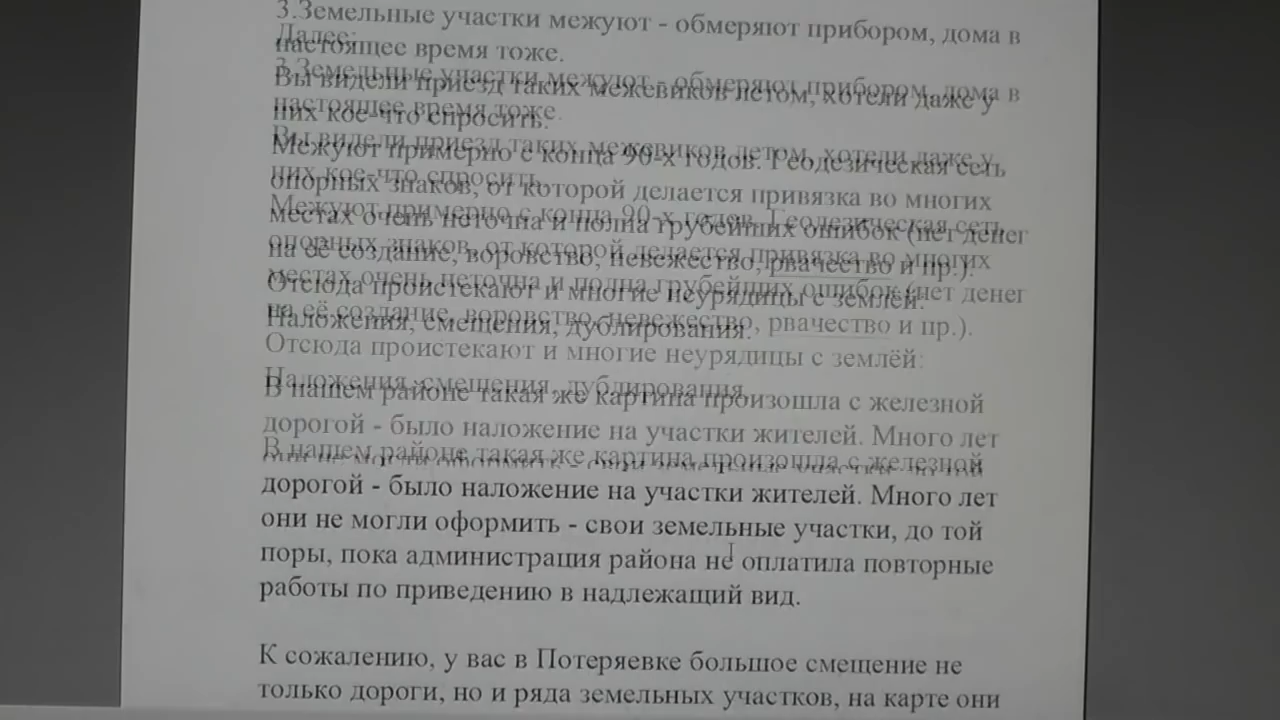 Далее:
3.Земельные участки межуют - обмеряют прибором, дома в
настоящее время тоже.
Вы видели приезд таких межевиков летом, хотели даже у
них кое-что спросить.
Межуют примерно с конца 90-х годов. Геодезическая сеть
опорных знаков, от которой делается привязка во многих
местах очень неточна и полна грубейших ошибок (нет денег
на её создание, воровство, невежество, рвачество и пр.).
Отсюда проистекают и многие неурядицы с землёй:
Наложения, смещения, дублирования.
В нашем районе такая же картина произошла с железной
дорогой - было наложение на участки жителей. Много лет
они не могли оформить - свои земельные участки, до той
поры, пока администрация района не оплатила повторные
работы по приведению в надлежащий вид.
К сожалению, у вас в Потеряевке большое смещение не
только дороги, но и ряда земельных участков, на карте они